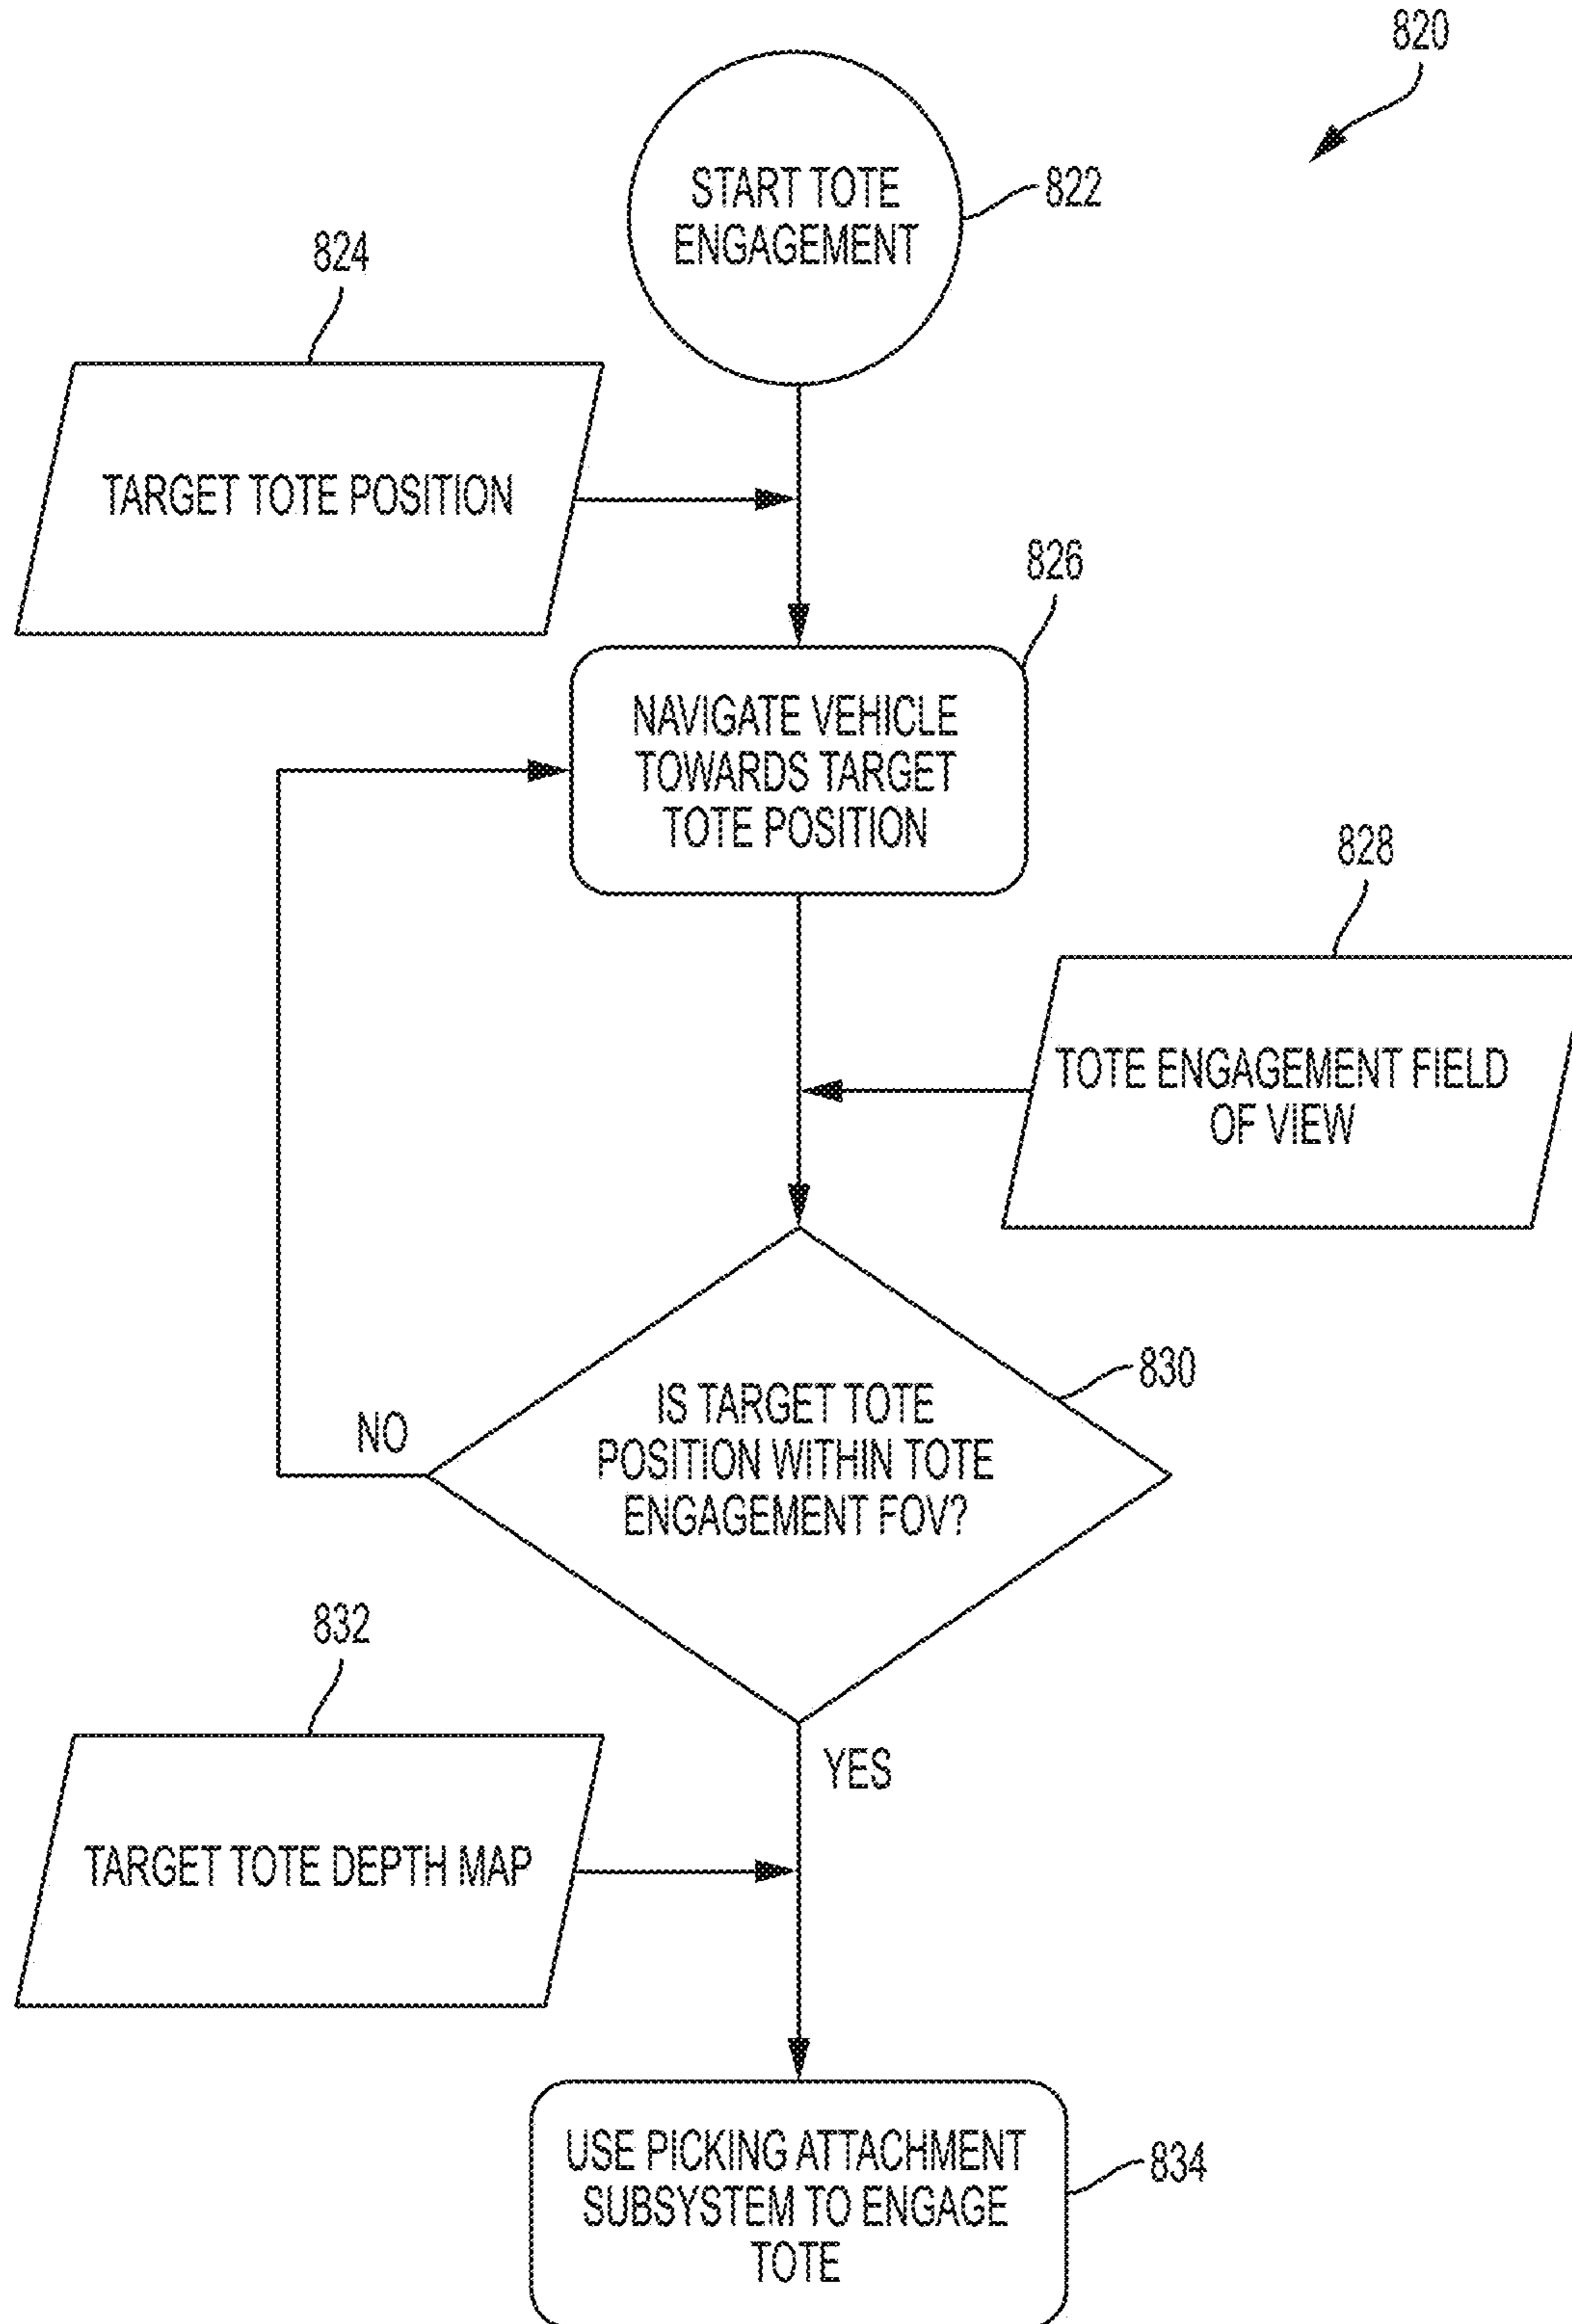 820
START TOTE
ENGAGEMENT
822
824
TARGET TOTE POSITION
826
NAVIGATE VEHICLE
TOWARDS TARGET
TOTE POSITION
828
TOTE ENGAGEMENT FIELD
OF VIEW
830
IS TARGET TOTE
POSITION WITHIN TOTE
ENGAGEMENT FOV?
NO
832
YES
TARGET TOTE DEPTH MAP
USE PICKING ATTACHMENT
SUBSYSTEM TO ENGAGE
TOTE
834